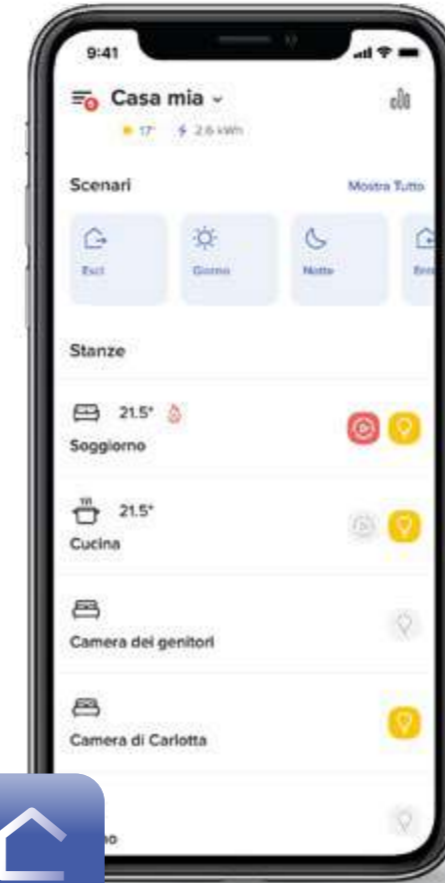 9:41
Casa mia
17° 2.6 kWh
Scenari Mostra Tutto
Esci Giorno Notte
Stanze
21.5°
Soggiorno
21.5°
Cucina
Camera dei genitori
Camera di Carlotta